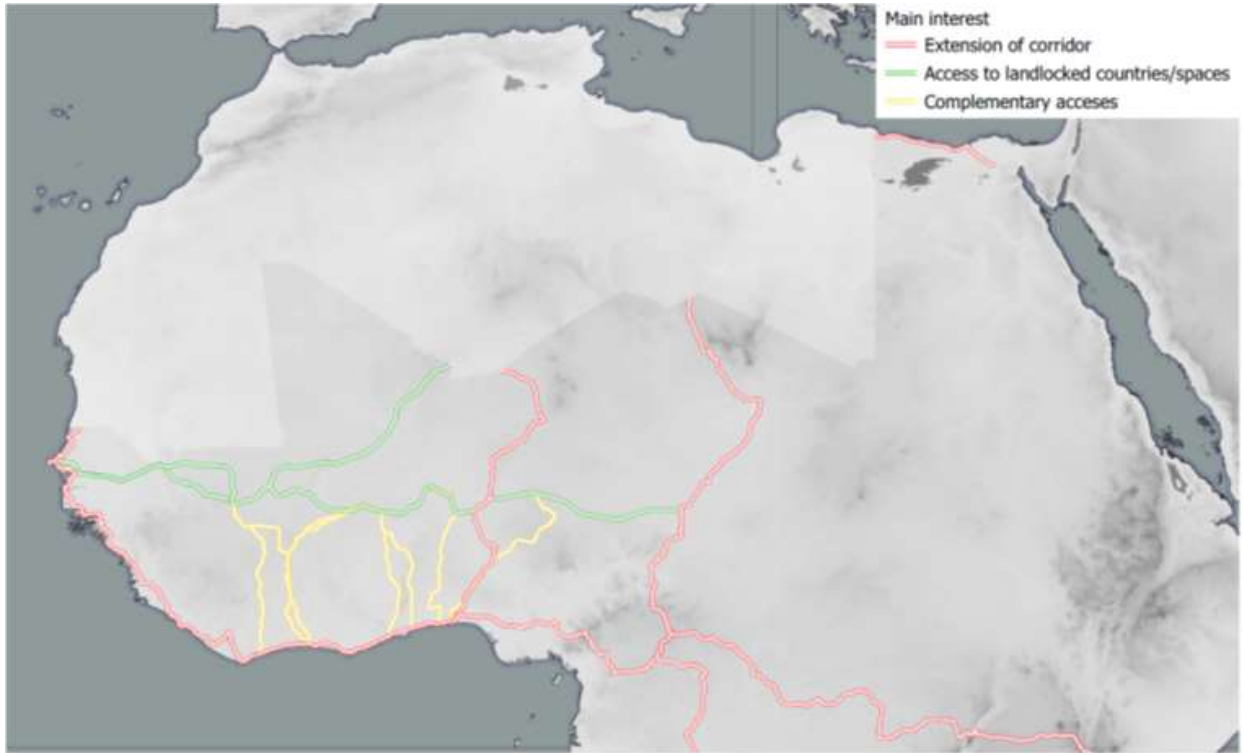 Main interest
Extension of corridor
Access to landlocked countries/spaces
Complementary acceses